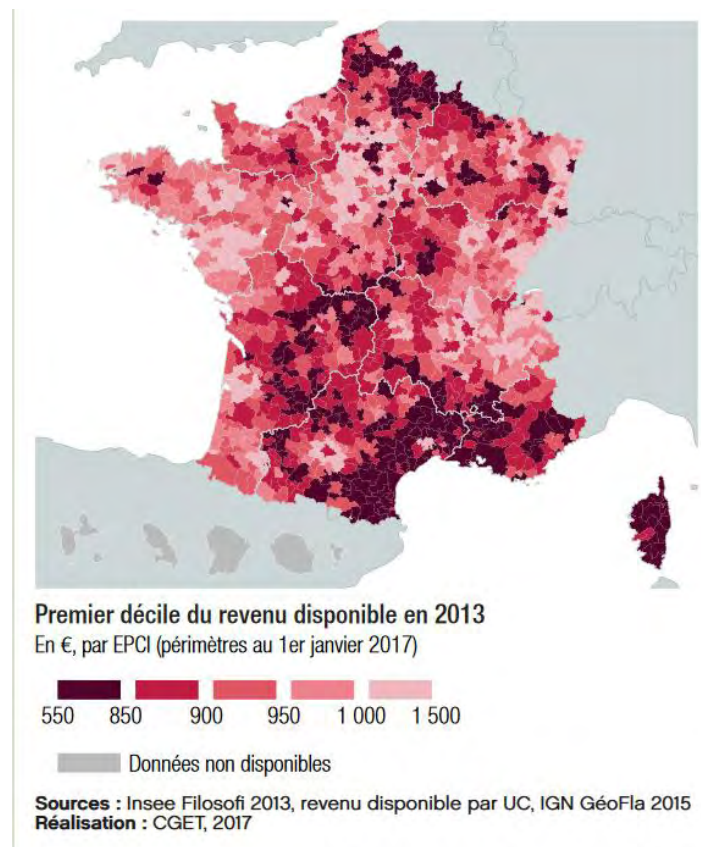 Premier décile du revenu disponible en 2013
En €, par EPCI (périmètres au 1er janvier 2017)
550 850 900 950 1 000 1 500
Données non disponibles
Sources : Insee Filosofi 2013, revenu disponible par UC, IGN GéoFla 2015
Réalisation : CGET, 2017